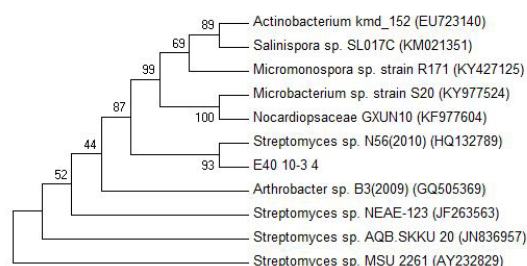 89
Actinobacterium kmd_152 (EU723140)
69
Salinispora sp. SL017C (KM021351)
99
Micromonospora sp. strain R171 (KY427125)
Microbacterium sp. strain S20 (KY977524)
87
100
Nocardiopsaceae GXUN10 (KF977604)
44
Streptomyces sp. N56(2010) (HQ132789)
93
E40 10-3 4
52
Arthrobacter sp. B3(2009) (GQ505369)
Streptomyces sp. NEAE-123 (JF263563)
Streptomyces sp. AQB.SKKU 20 (JN836957)
Streptomyces sp. MSU 2261 (AY232829)